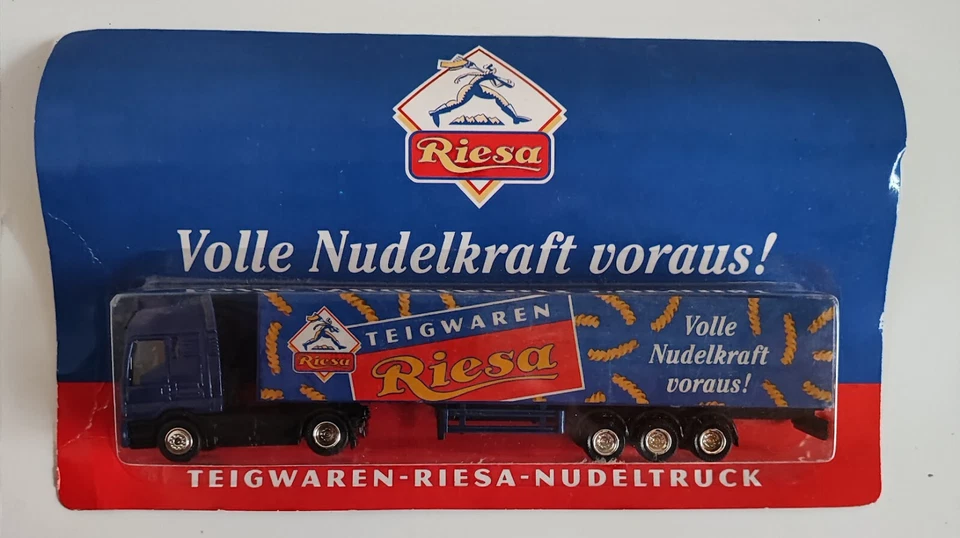 Riesa
Volle Nudelkraft voraus!
TEIGWAREN
Riesa
Riesa
Volle
Nudelkraft
voraus!
TEIGWAREN-RIESA-NUDELTRUCK